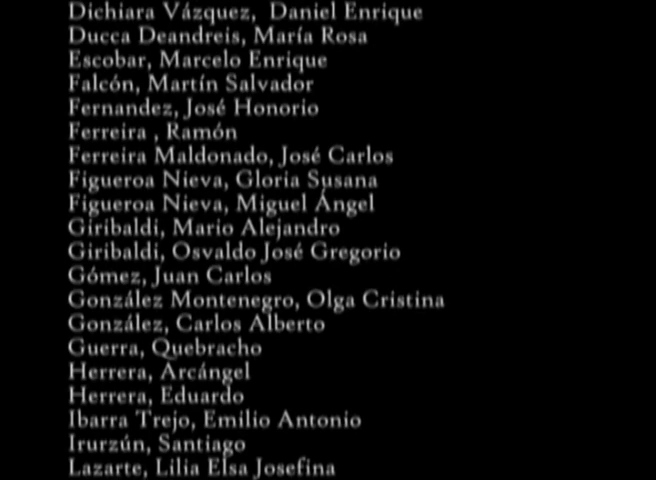 Dichiara Vázquez, Daniel Enrique
Ducca Deandreis, María Rosa
Escobar, Marcelo Enrique
Falcón, Martín Salvador
Fernandez, José Honorio
Ferreira , Ramón
Ferreira Maldonado, José Carlos
Figueroa Nieva, Gloria Susana
Figueroa Nieva, Miguel Ángel
Giribaldi, Mario Alejandro
Giribaldi, Osvaldo José Gregorio
Gómez, Juan Carlos
González Montenegro, Olga Cristina
González, Carlos Alberto
Guerra, Quebracho
Herrera, Arcángel
Herrera, Eduardo
Ibarra Trejo, Emilio Antonio
Irurzún, Santiago
Lazarte, Lilia Elsa Josefina